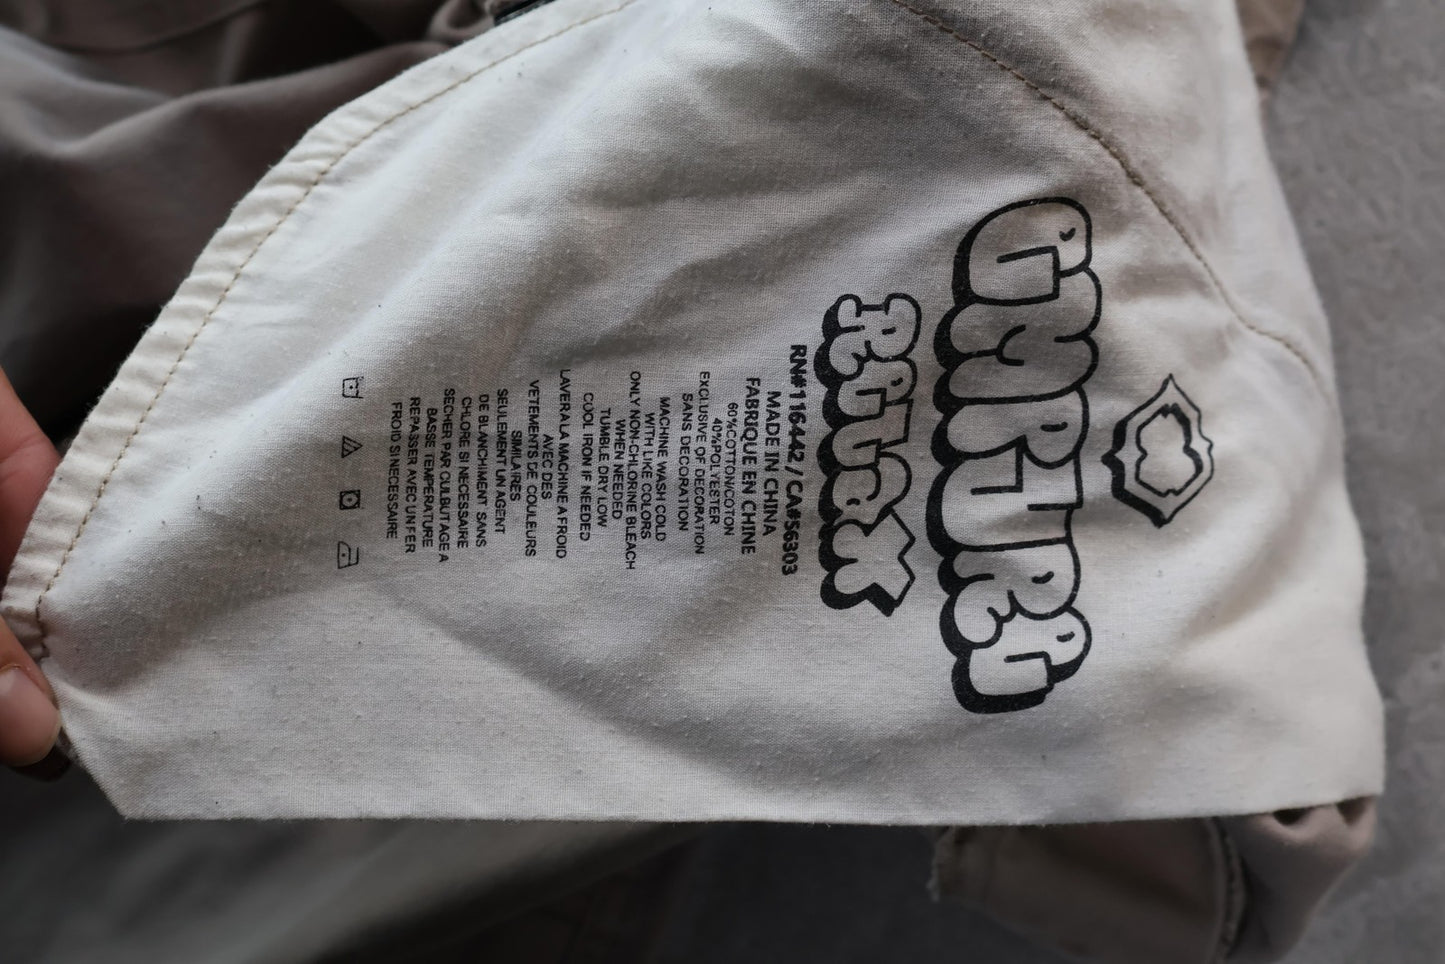 EMPYRE
RELAX
RN#116442 / CA#56303
MADE IN CHINA
FABRIQUE EN CHINE
60%COTTON/COTON
40%POLYESTER
EXCLUSIVE OF DECORATION
SANS DECORATION
MACHINE WASH COLD
WITH LIKE COLORS
ONLY NON-CHLORINE BLEACH
WHEN NEEDED
TUMBLE DRY LOW
COOL IRON IF NEEDED
LAVER A LA MACHINE A FROID
AVEC DES
VETEMENTS DE COULEURS
SIMILAIRES
SEULEMENT UN AGENT
DE BLANCHIMENT SANS
CHLORE SI NECESSAIRE
SECHER PAR CULBUTAGE A
BASSE TEMPERATURE
REPASSER AVEC UN FER
FROID SI NECESSAIRE